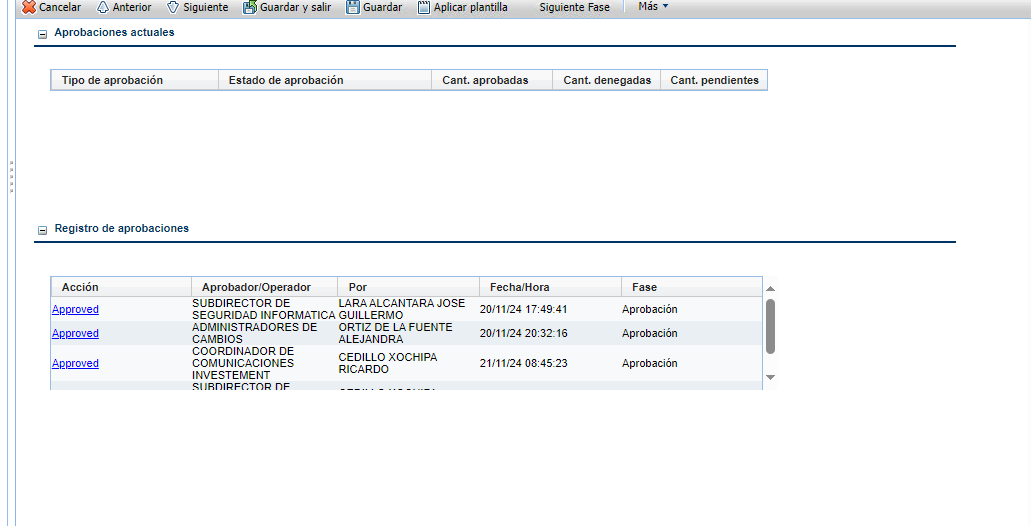 Cancelar Anterior Siguiente Guardar y salir Guardar Aplicar plantilla Siguiente Fase Más
Aprobaciones actuales
Tipo de aprobación Estado de aprobación Cant. aprobadas Cant. denegadas Cant. pendientes
Registro de aprobaciones
Acción Aprobador/Operador Por Fecha/Hora Fase
Approved SUBDIRECTOR DE SEGURIDAD INFORMATICA LARA ALCANTARA JOSE GUILLERMO 20/11/24 17:49:41 Aprobación
Approved ADMINISTRADORES DE CAMBIOS ORTIZ DE LA FUENTE ALEJANDRA 20/11/24 20:32:16 Aprobación
Approved COORDINADOR DE COMUNICACIONES INVESTEMENT CEDILLO XOCHIPA RICARDO 21/11/24 08:45:23 Aprobación
SUBDIRECTOR DE